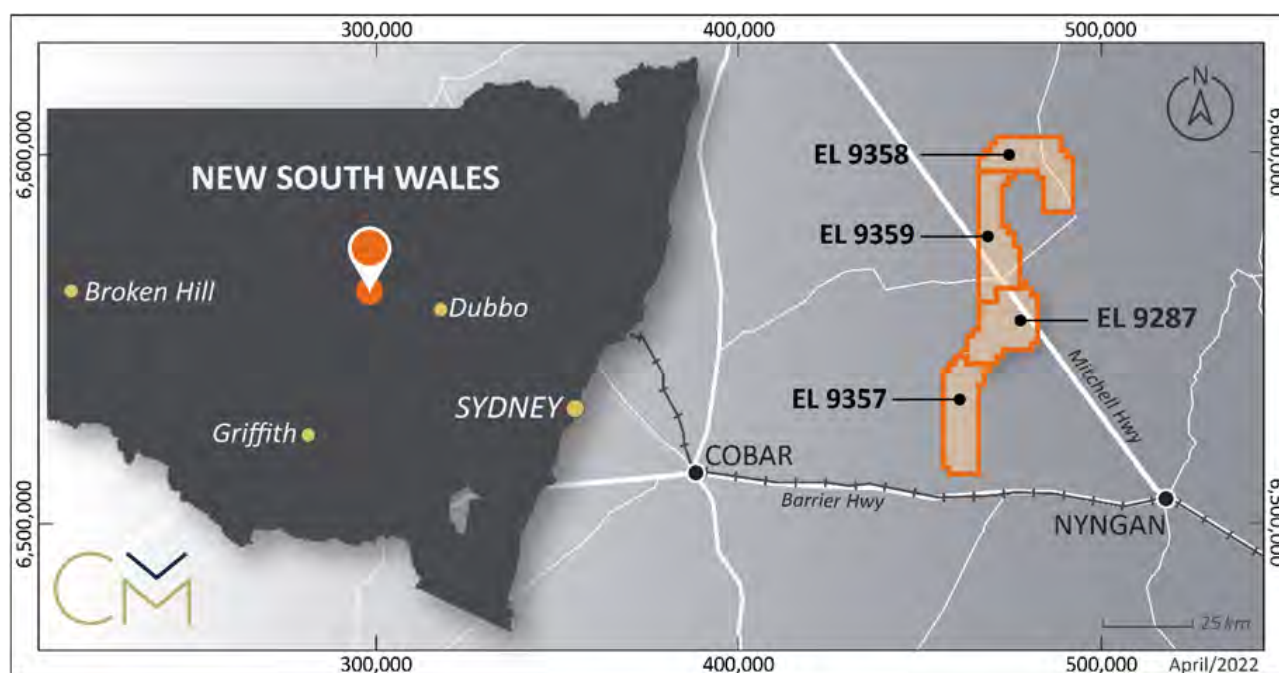 300,000
400,000
500,000
N
6,600,000
6,600,000
EL 9358
NEW SOUTH WALES
EL 9359
Broken Hill
Dubbo
EL 9287
Mitchell Hwy
EL 9357
SYDNEY
Griffith
COBAR
Barrier Hwy
NYNGAN
6,500,000
6,500,000
CM
25 km
300,000
400,000
500,000
April/2022